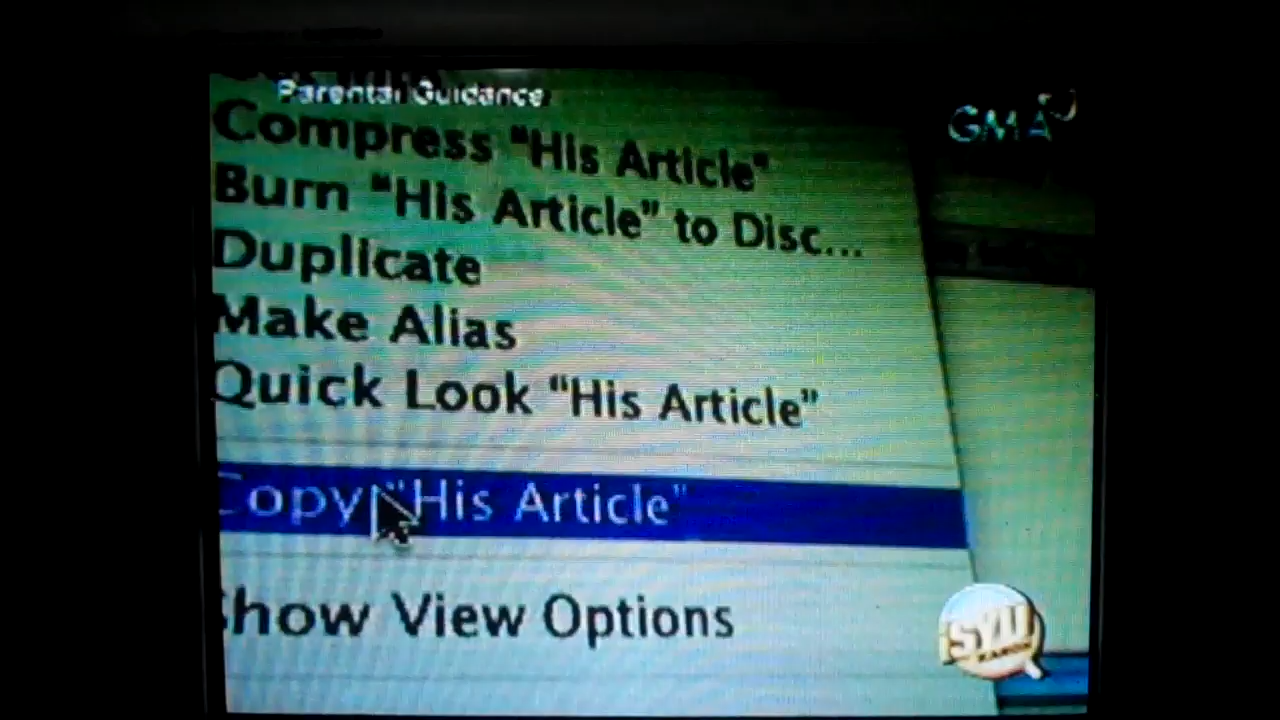 Parental Guidance
GMA
Compress "His Article"
Burn "His Article" to Disc...
Duplicate
Make Alias
Quick Look "His Article"
Copy "His Article"
Show View Options